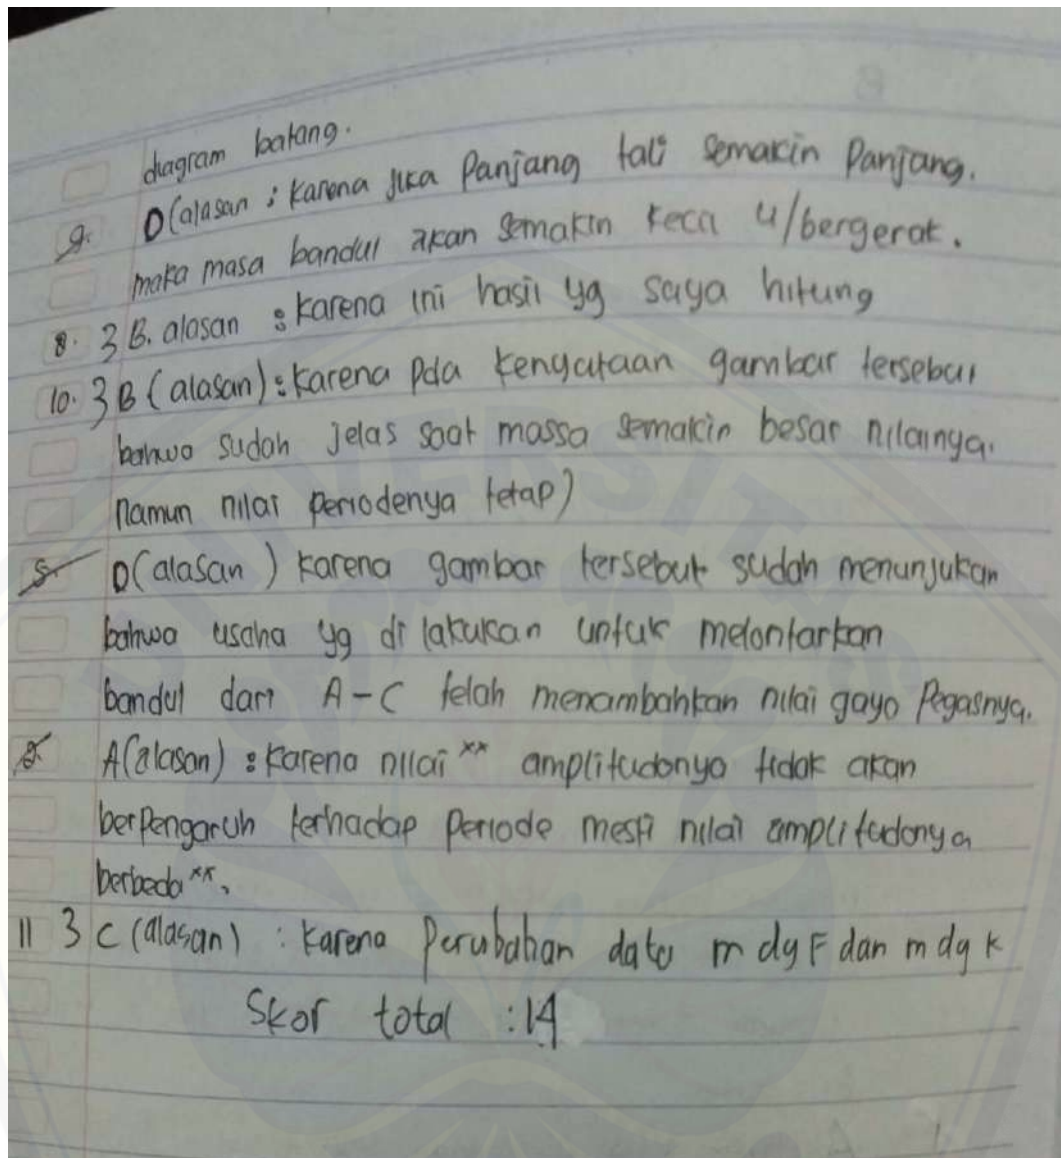 diagram batang.
9. D(alasan : karena jika Panjang tali semakin Panjang.
maka masa bandul akan semakin kecil u/bergerak.
8. 3 B. alasan : karena ini hasil yg saya hitung
10. 3 B (alasan) : karena pda kenyataan gambar tersebut
bahwa sudah jelas saat massa semakin besar nilainya.
namun nilai periodenya tetap)
5. D(alasan) karena gambar tersebut sudah menunjukan
bahwa usaha yg di lakukan untuk melontarkan
bandul dari A-C telah menambahkan nilai gaya Pegasnya.
A(alasan) : karena nilai ** amplitudonya tidak akan
berpengaruh terhadap periode meski nilai amplitudonya
berbeda **.
11 3 C (alasan) : karena Perubahan data m dg F dan m dg k
Skor total : 14
UNIVERSITAS